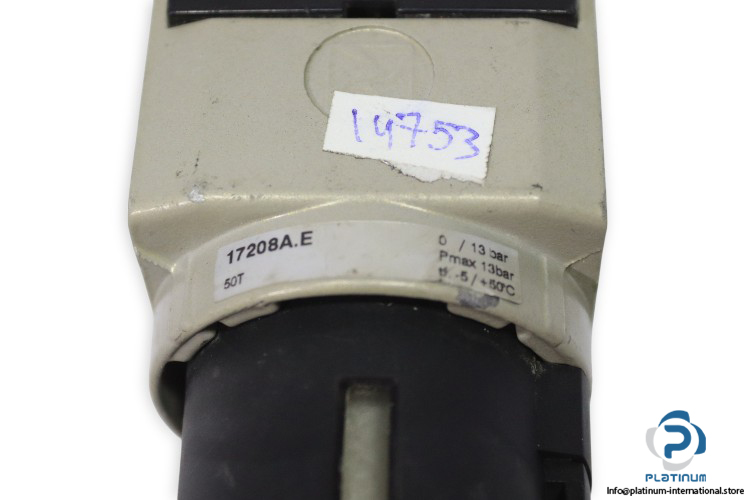 14753
17208A.E
50T
0 / 13 bar
Pmax 13bar
-5 / +50°C
PLATINUM
Info@platinum-international.store